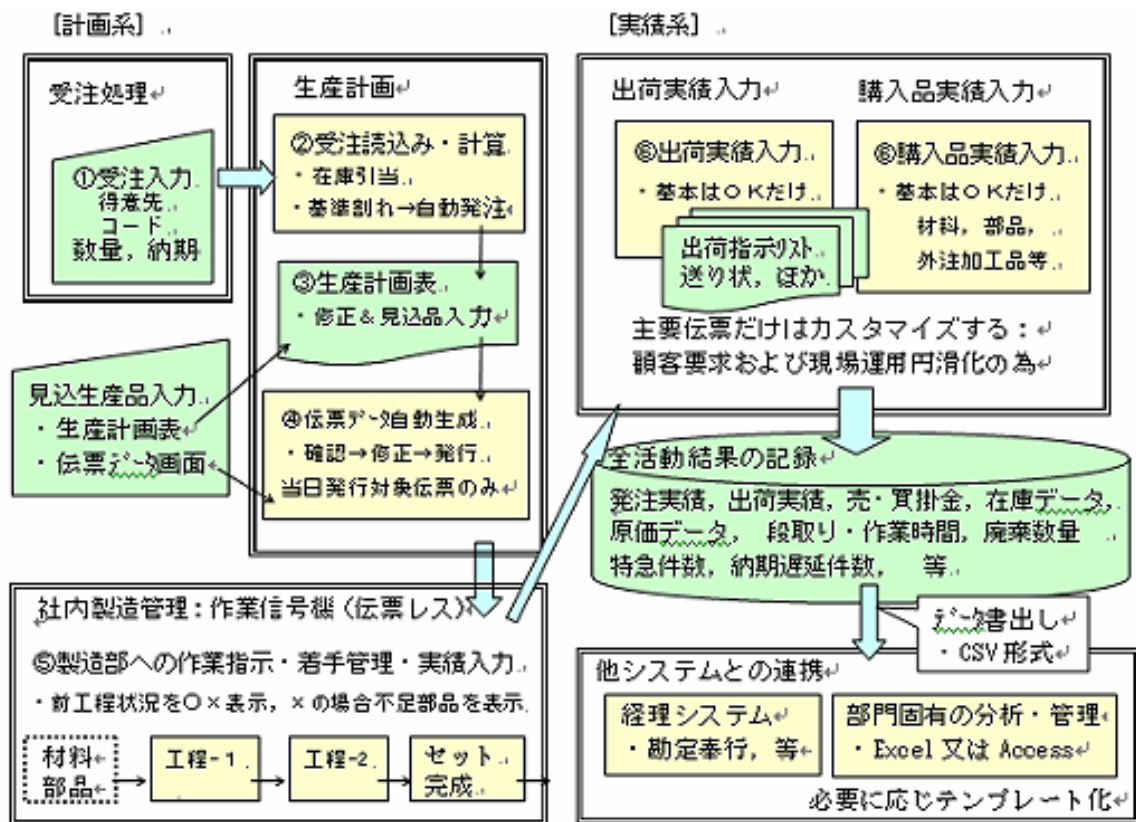 [計画系]
受注処理
①受注入力
得意先
コード
数量，納期
生産計画
②受注読込み・計算
・在庫引当
・基準割れ→自動発注
③生産計画表
・修正＆見込品入力
見込生産品入力
・生産計画表
・伝票データ画面
④伝票データ自動生成
・確認→修正→発行
当日発行対象伝票のみ
社内製造管理：作業信号機（伝票レス）
⑤製造部への作業指示・着手管理・実績入力
・前工程状況を○×表示，×の場合不足部品を表示
材料
部品
工程-1
工程-2
セット
完成
[実績系]
出荷実績入力
⑥出荷実績入力
・基本はＯＫだけ
出荷指示リスト
送り状，ほか
購入品実績入力
⑥購入品実績入力
・基本はＯＫだけ
材料，部品，
外注加工品等
主要伝票だけはカスタマイズする：
顧客要求および現場運用円滑化の為
全活動結果の記録
発注実績，出荷実績，売・買掛金，在庫データ，
原価データ，段取り・作業時間，廃棄数量
特急件数，納期遅延件数，　等
データ書出し
・CSV形式
他システムとの連携
経理システム
・勘定奉行，等
部門固有の分析・管理
・Excel又はAccess
必要に応じテンプレート化